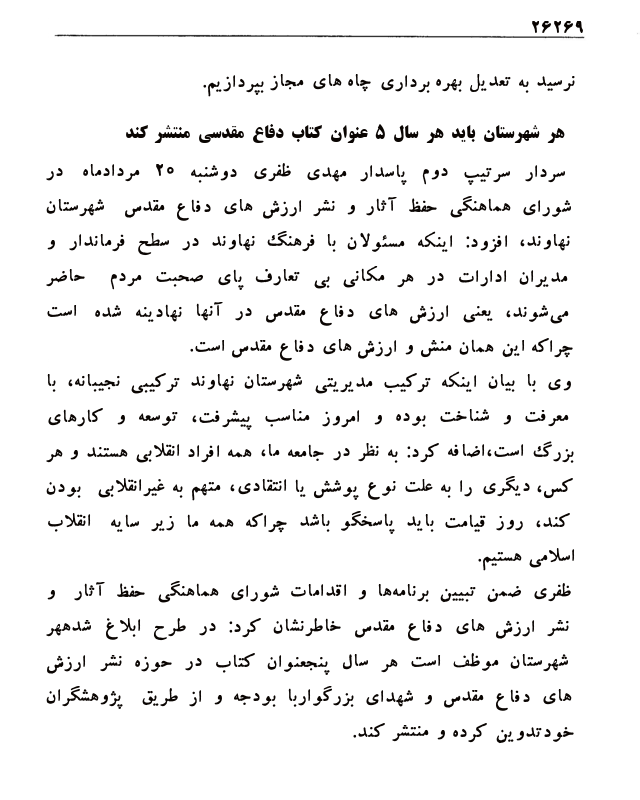 ۲۶۲۶۹
نرسید به تعدیل بهره برداری چاه های مجاز بپردازیم.
هر شهرستان باید هر سال ۵ عنوان کتاب دفاع مقدسی منتشر کند
سردار سرتیپ دوم پاسدار مهدی ظفری دوشنبه ۲۰ مردادماه در
شورای هماهنگی حفظ آثار و نشر ارزش های دفاع مقدس شهرستان
نهاوند، افزود: اینکه مسئولان با فرهنگ نهاوند در سطح فرماندار و
مدیران ادارات در هر مکانی بی تعارف پای صحبت مردم حاضر
می‌شوند، یعنی ارزش های دفاع مقدس در آنها نهادینه شده است
چراکه این همان منش و ارزش های دفاع مقدس است.
وی با بیان اینکه ترکیب مدیریتی شهرستان نهاوند ترکیبی نجیبانه، با
معرفت و شناخت بوده و امروز مناسب پیشرفت، توسعه و کارهای
بزرگ است،اضافه کرد: به نظر در جامعه ما، همه افراد انقلابی هستند و هر
کس، دیگری را به علت نوع پوشش یا انتقادی، متهم به غیرانقلابی بودن
کند، روز قیامت باید پاسخگو باشد چراکه همه ما زیر سایه انقلاب
اسلامی هستیم.
ظفری ضمن تبیین برنامه‌ها و اقدامات شورای هماهنگی حفظ آثار و
نشر ارزش های دفاع مقدس خاطرنشان کرد: در طرح ابلاغ شدههر
شهرستان موظف است هر سال پنجعنوان کتاب در حوزه نشر ارزش
های دفاع مقدس و شهدای بزرگواربا بودجه و از طریق پژوهشگران
خودتدوین کرده و منتشر کند.